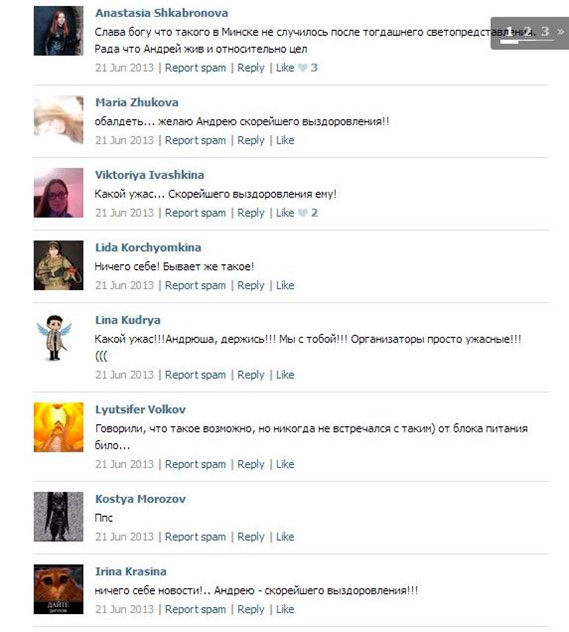 Anastasia Shkabronova
Слава богу что такого в Минске не случилось после тогдашнего светопредставления.
1 2 3 »
Рада что Андрей жив и относительно цел
21 Jun 2013 | Report spam | Reply | Like 3
Maria Zhukova
обалдеть... желаю Андрею скорейшего выздоровления!!
21 Jun 2013 | Report spam | Reply | Like
Viktoriya Ivashkina
Какой ужас... Скорейшего выздоровления ему!
21 Jun 2013 | Report spam | Reply | Like 2
Lida Korchyomkina
Ничего себе! Бывает же такое!
21 Jun 2013 | Report spam | Reply | Like
Lina Kudrya
Какой ужас!!!Андрюша, держись!!! Мы с тобой!!! Организаторы просто ужасные!!!
(((
21 Jun 2013 | Report spam | Reply | Like
Lyutsifer Volkov
Говорили, что такое возможно, но никогда не встречался с таким) от блока питания
било...
21 Jun 2013 | Report spam | Reply | Like
Kostya Morozov
Ппс
21 Jun 2013 | Report spam | Reply | Like
Irina Krasina
ничего себе новости!.. Андрею - скорейшего выздоровления!!!
ДАЙТЕ
21 Jun 2013 | Report spam | Reply | Like